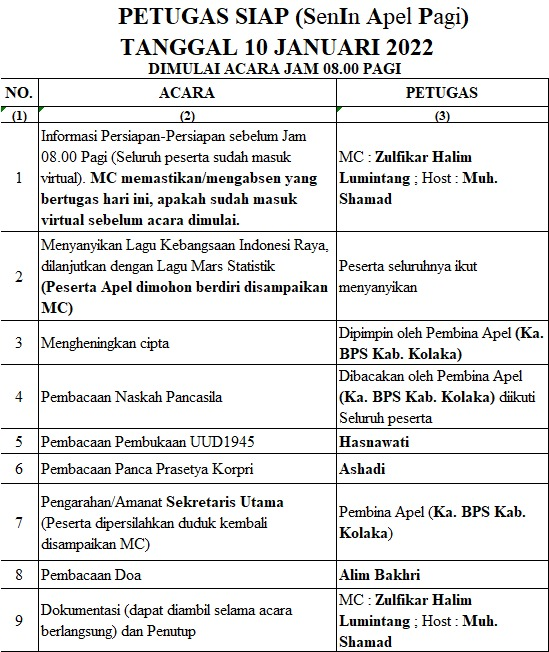 PETUGAS SIAP (SenIn Apel Pagi)
TANGGAL 10 JANUARI 2022
DIMULAI ACARA JAM 08.00 PAGI
NO. ACARA PETUGAS
(1) (2) (3)
1
Informasi Persiapan-Persiapan sebelum Jam
08.00 Pagi (Seluruh peserta sudah masuk
virtual). MC memastikan/mengabsen yang
bertugas hari ini, apakah sudah masuk
virtual sebelum acara dimulai.
MC : Zulfikar Halim
Lumintang ; Host : Muh.
Shamad
2
Menyanyikan Lagu Kebangsaan Indonesi Raya,
dilanjutkan dengan Lagu Mars Statistik
(Peserta Apel dimohon berdiri disampaikan
MC)
Peserta seluruhnya ikut
menyanyikan
3
Mengheningkan cipta
Dipimpin oleh Pembina Apel (Ka.
BPS Kab. Kolaka)
4
Pembacaan Naskah Pancasila
Dibacakan oleh Pembina Apel
(Ka. BPS Kab. Kolaka) diikuti
Seluruh peserta
5 Pembacaan Pembukaan UUD1945 Hasnawati
6 Pembacaan Panca Prasetya Korpri Ashadi
7
Pengarahan/Amanat Sekretaris Utama
(Peserta dipersilahkan duduk kembali
disampaikan MC)
Pembina Apel (Ka. BPS Kab.
Kolaka)
8 Pembacaan Doa Alim Bakhri
9
Dokumentasi (dapat diambil selama acara
berlangsung) dan Penutup
MC : Zulfikar Halim
Lumintang ; Host : Muh.
Shamad